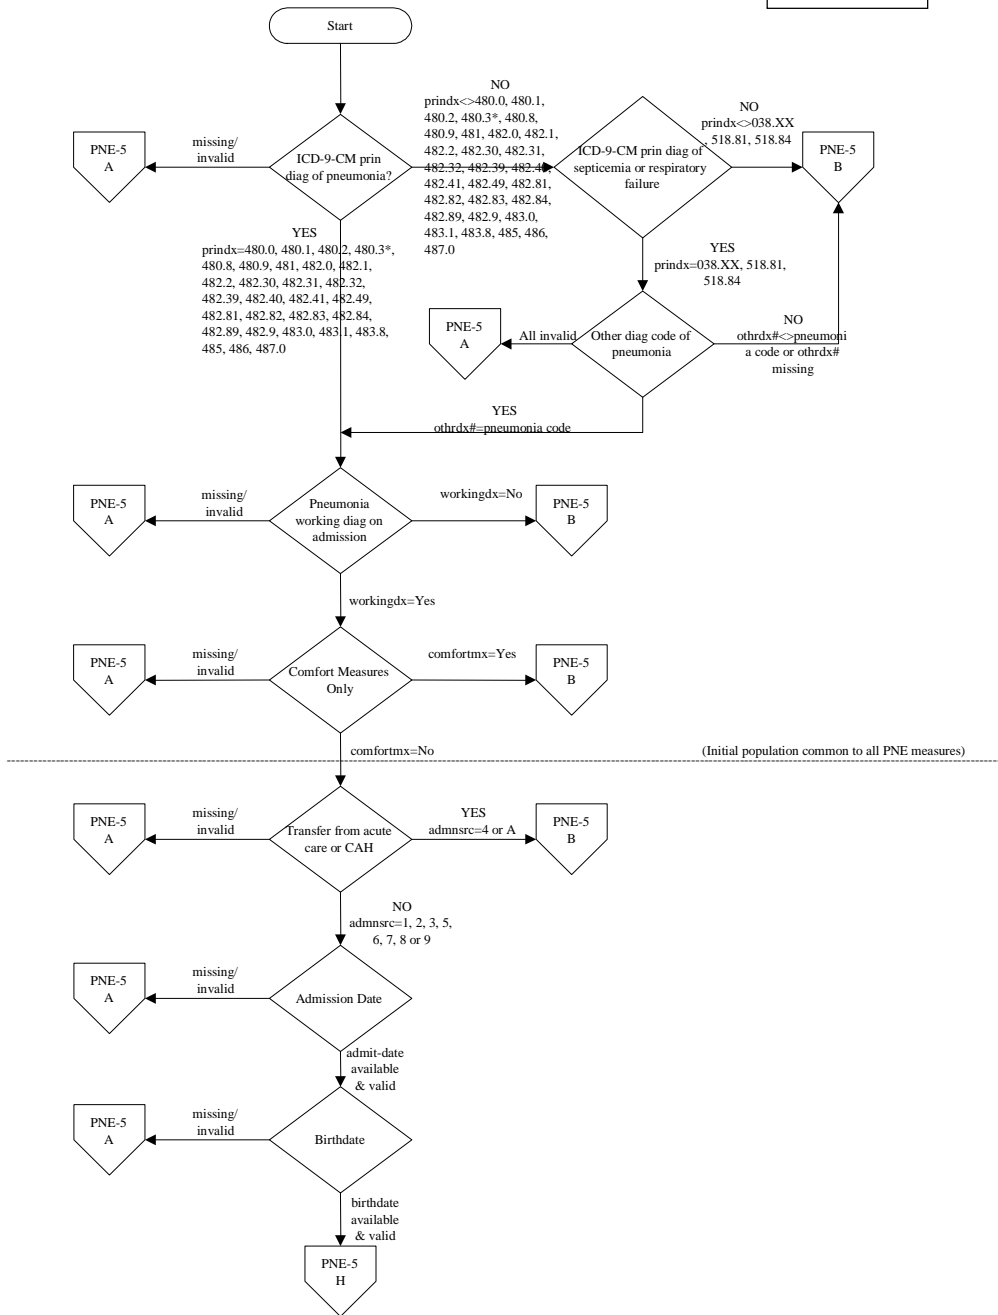 Start
PNE-5
A
missing/
invalid
ICD-9-CM prin
diag of pneumonia?
NO
prindx<>480.0, 480.1,
480.2, 480.3*, 480.8,
480.9, 481, 482.0, 482.1,
482.2, 482.30, 482.31,
482.32, 482.39, 482.40,
482.41, 482.49, 482.81,
482.82, 482.83, 482.84,
482.89, 482.9, 483.0,
483.1, 483.8, 485, 486,
487.0
ICD-9-CM prin diag of
septicemia or respiratory
failure
NO
prindx<>038.XX
, 518.81, 518.84
PNE-5
B
YES
prindx=480.0, 480.1, 480.2, 480.3*,
480.8, 480.9, 481, 482.0, 482.1,
482.2, 482.30, 482.31, 482.32,
482.39, 482.40, 482.41, 482.49,
482.81, 482.82, 482.83, 482.84,
482.89, 482.9, 483.0, 483.1, 483.8,
485, 486, 487.0
YES
prindx=038.XX, 518.81,
518.84
PNE-5
A
All invalid
Other diag code of
pneumonia
NO
othrdx#<>pneumoni
a code or othrdx#
missing
YES
othrdx#=pneumonia code
PNE-5
A
missing/
invalid
Pneumonia
working diag on
admission
workingdx=No
PNE-5
B
workingdx=Yes
PNE-5
A
missing/
invalid
Comfort Measures
Only
comfortmx=Yes
PNE-5
B
comfortmx=No
(Initial population common to all PNE measures)
PNE-5
A
missing/
invalid
Transfer from acute
care or CAH
YES
admnsrc=4 or A
PNE-5
B
NO
admnsrc=1, 2, 3, 5,
6, 7, 8 or 9
PNE-5
A
missing/
invalid
Admission Date
admit-date
available
& valid
PNE-5
A
missing/
invalid
Birthdate
birthdate
available
& valid
PNE-5
H